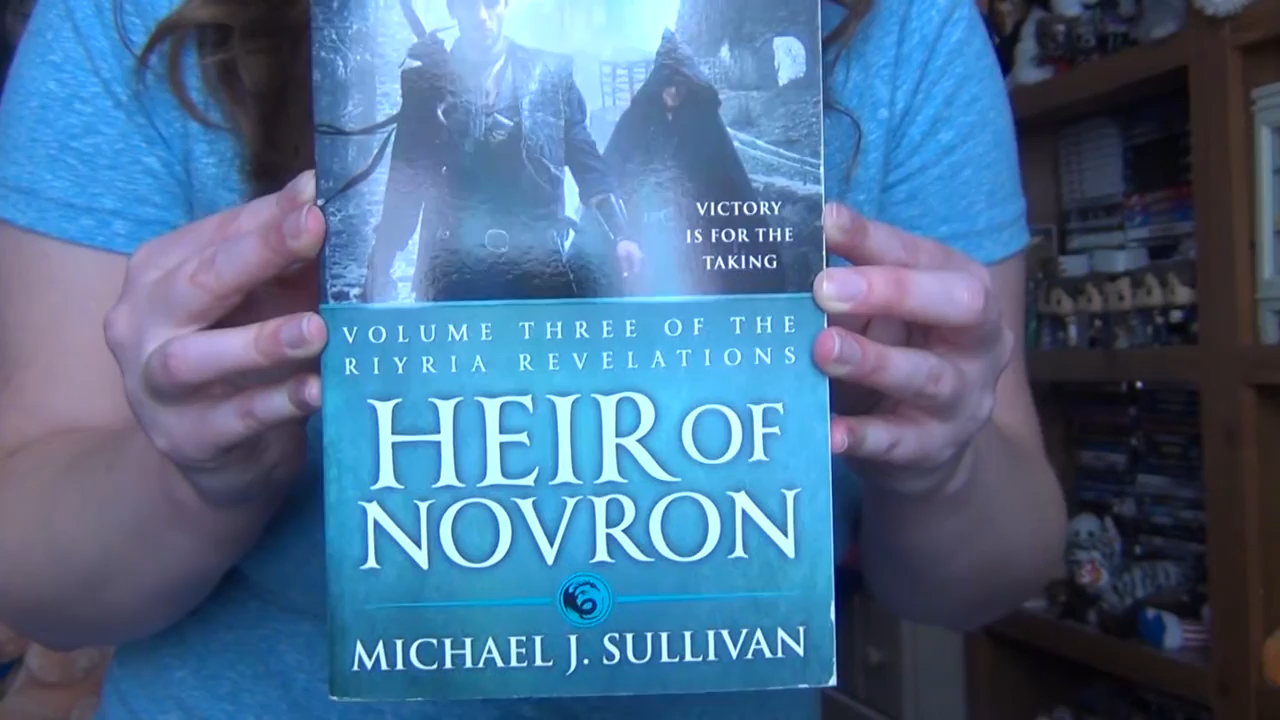 VICTORY
IS FOR THE
TAKING
VOLUME THREE OF THE
RIYRIA REVELATIONS
HEIR OF
NOVRON
MICHAEL J. SULLIVAN